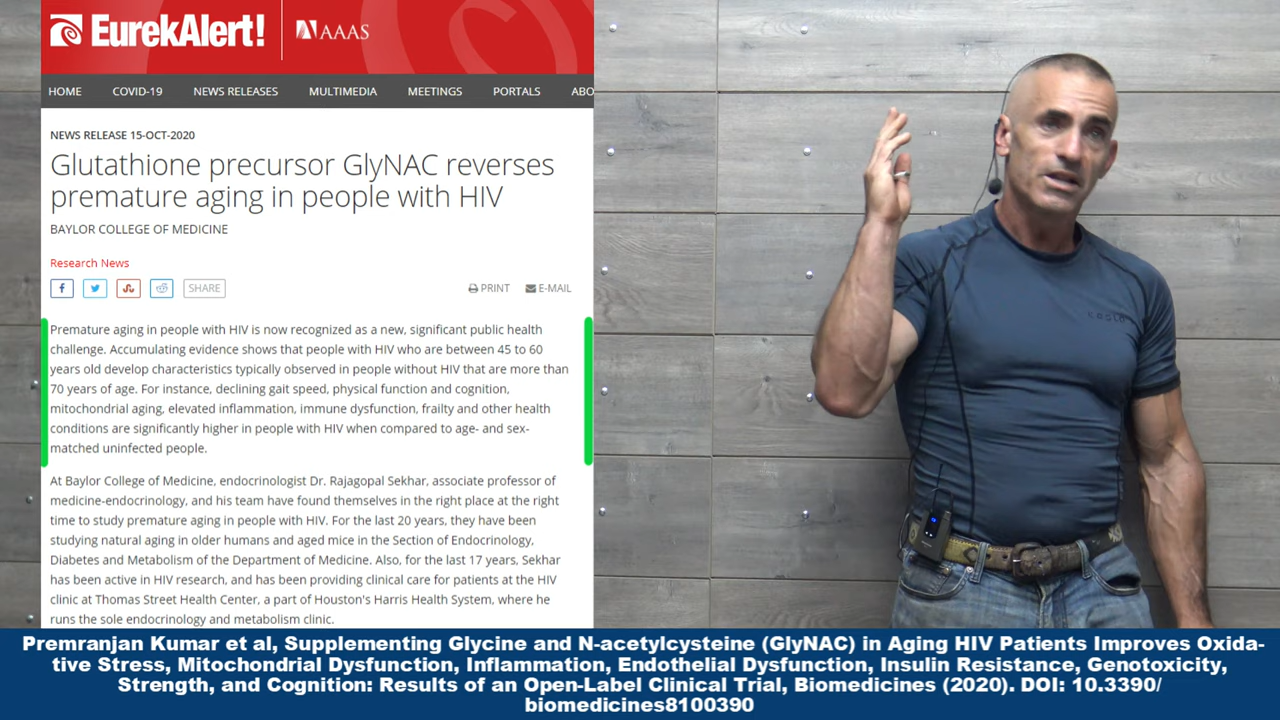 EurekAlert!
AAAS
HOME COVID-19 NEWS RELEASES MULTIMEDIA MEETINGS PORTALS ABO
NEWS RELEASE 15-OCT-2020
Glutathione precursor GlyNAC reverses
premature aging in people with HIV
BAYLOR COLLEGE OF MEDICINE
Research News
SHARE PRINT E-MAIL
Premature aging in people with HIV is now recognized as a new, significant public health
challenge. Accumulating evidence shows that people with HIV who are between 45 to 60
years old develop characteristics typically observed in people without HIV that are more than
70 years of age. For instance, declining gait speed, physical function and cognition,
mitochondrial aging, elevated inflammation, immune dysfunction, frailty and other health
conditions are significantly higher in people with HIV when compared to age- and sex-
matched uninfected people.
At Baylor College of Medicine, endocrinologist Dr. Rajagopal Sekhar, associate professor of
medicine-endocrinology, and his team have found themselves in the right place at the right
time to study premature aging in people with HIV. For the last 20 years, they have been
studying natural aging in older humans and aged mice in the Section of Endocrinology,
Diabetes and Metabolism of the Department of Medicine. Also, for the last 17 years, Sekhar
has been active in HIV research, and has been providing clinical care for patients at the HIV
clinic at Thomas Street Health Center, a part of Houston's Harris Health System, where he
runs the sole endocrinology and metabolism clinic.
Premranjan Kumar et al, Supplementing Glycine and N-acetylcysteine (GlyNAC) in Aging HIV Patients Improves Oxida-
tive Stress, Mitochondrial Dysfunction, Inflammation, Endothelial Dysfunction, Insulin Resistance, Genotoxicity,
Strength, and Cognition: Results of an Open-Label Clinical Trial, Biomedicines (2020). DOI: 10.3390/
biomedicines8100390